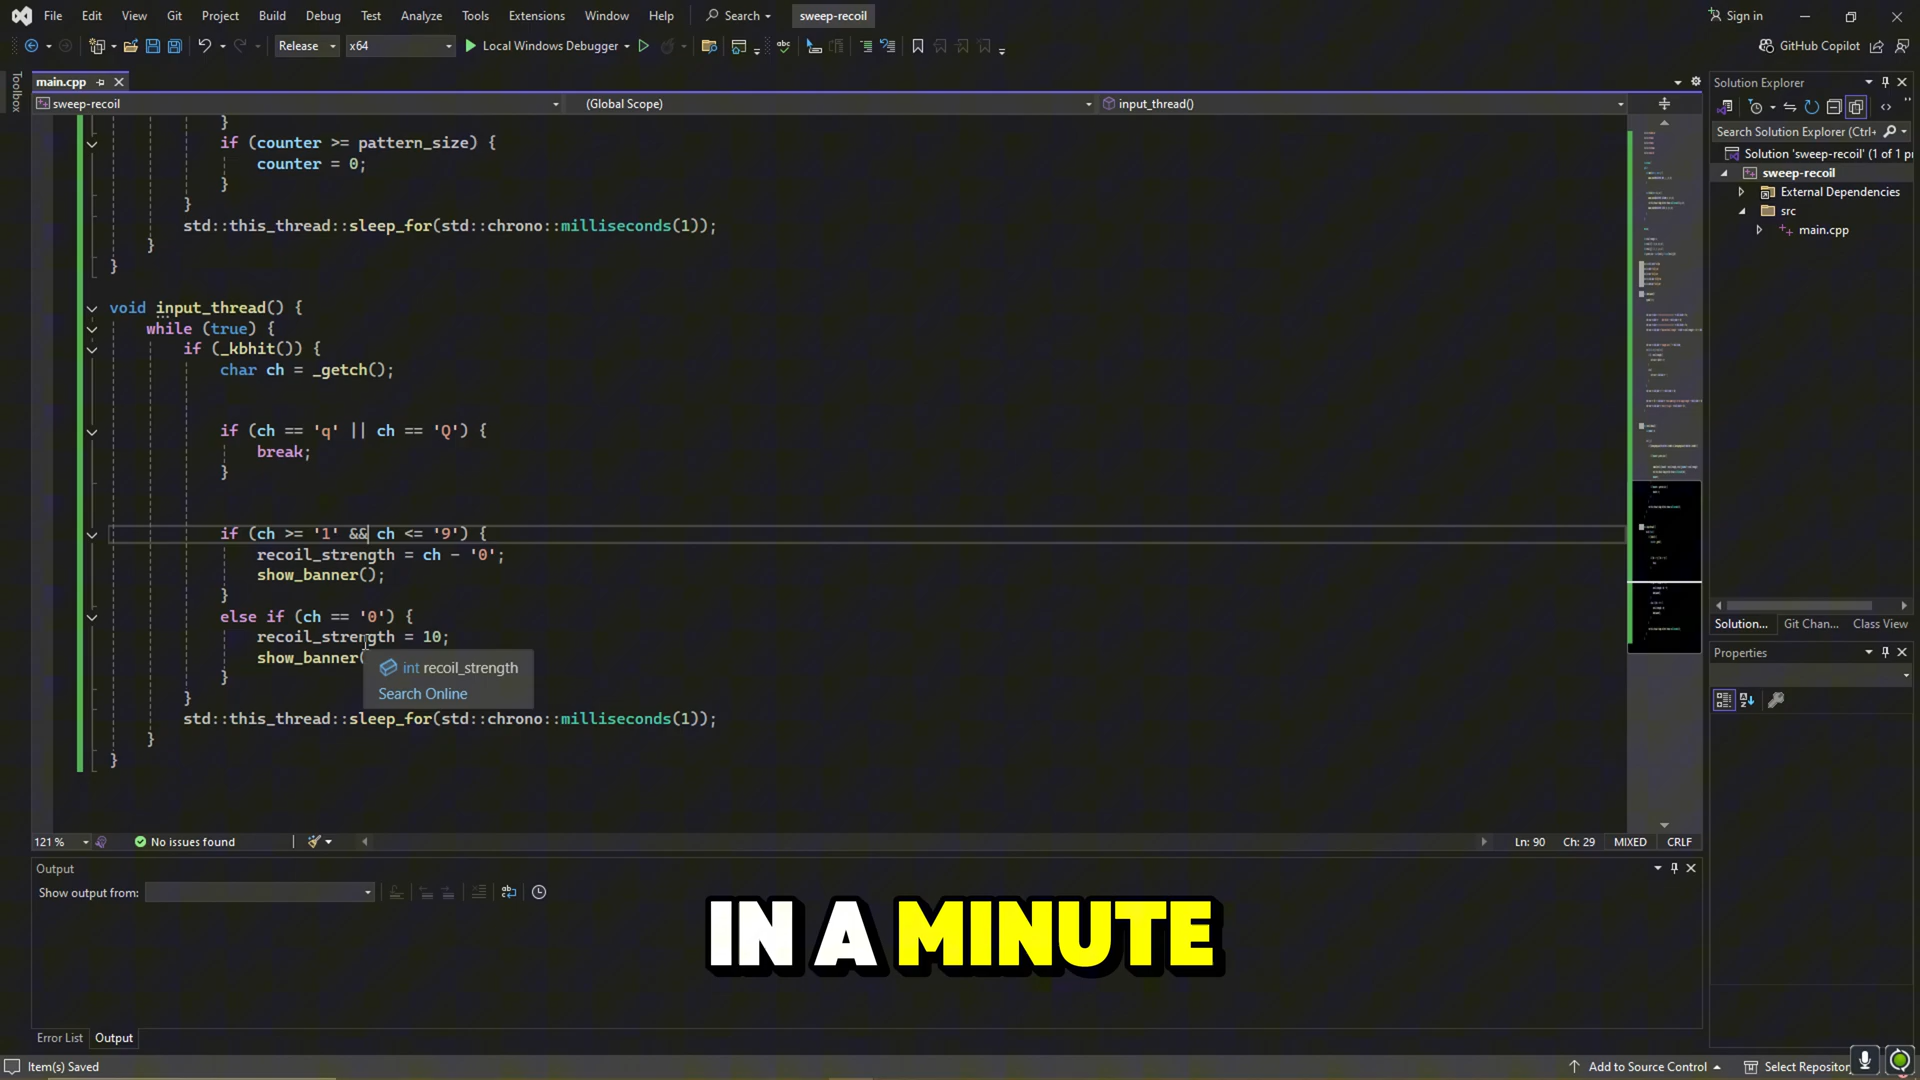 File Edit View Git Project Build Debug Test Analyze Tools Extensions Window Help Search sweep-recoil Sign in
Release x64 Local Windows Debugger GitHub Copilot
Toolbox
main.cpp
sweep-recoil (Global Scope) input_thread()
}
if (counter >= pattern_size) {
counter = 0;
}
}
std::this_thread::sleep_for(std::chrono::milliseconds(1));
}
}
void input_thread() {
while (true) {
if (_kbhit()) {
char ch = _getch();
if (ch == 'q' || ch == 'Q') {
break;
}
if (ch >= '1' && ch <= '9') {
recoil_strength = ch - '0';
show_banner();
}
else if (ch == '0') {
recoil_strength = 10;
show_banner(
int recoil_strength
Search Online
}
}
std::this_thread::sleep_for(std::chrono::milliseconds(1));
}
}
121 % No issues found Ln: 90 Ch: 29 MIXED CRLF
Output
Show output from:
IN A MINUTE
Error List Output
Item(s) Saved Add to Source Control Select Repository
Solution Explorer
Search Solution Explorer (Ctrl+
Solution 'sweep-recoil' (1 of 1 pr
sweep-recoil
External Dependencies
src
main.cpp
Solution... Git Chan... Class View
Properties